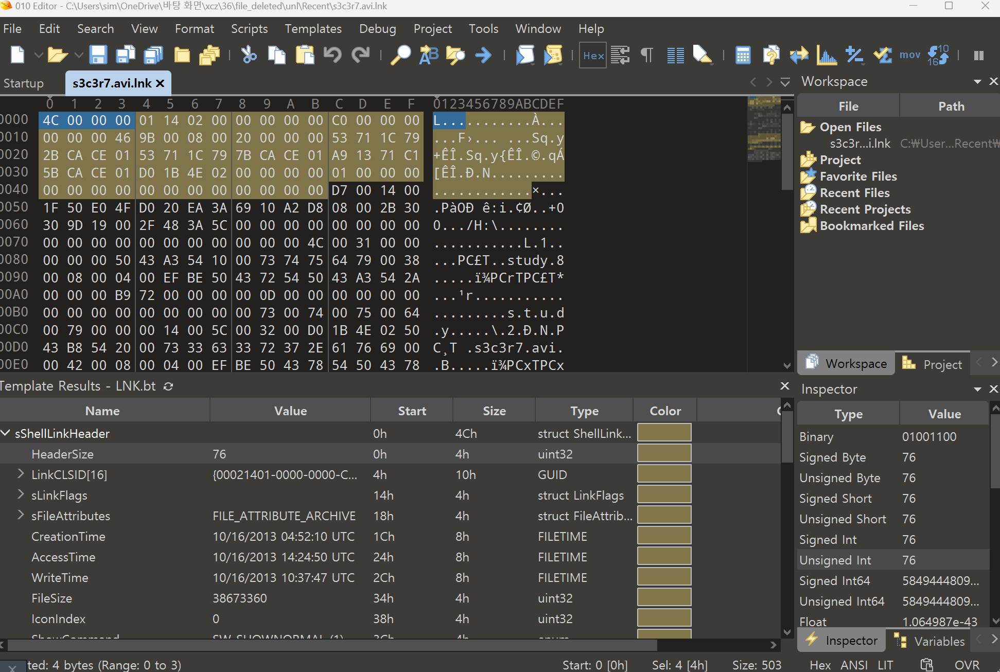 010 Editor - C:\Users\sim\OneDrive\바탕 화면\xcz\36\file_deleted\unl\Recent\s3c3r7.avi.lnk
File Edit Search View Format Scripts Templates Debug Project Tools Window Help
Hex mov 10 16
Startup s3c3r7.avi.lnk
0 1 2 3 4 5 6 7 8 9 A B C D E F 0123456789ABCDEF
0000 4C 00 00 00 01 14 02 00 00 00 00 00 C0 00 00 00 L...........À...
0010 00 00 00 46 9B 00 08 00 20 00 00 00 53 71 1C 79 ...F›... ...Sq.y
0020 2B CA CE 01 53 71 1C 79 7B CA CE 01 A9 13 71 C1 +ÊÎ.Sq.y{ÊÎ.©.qÁ
0030 5B CA CE 01 D0 1B 4E 02 00 00 00 00 01 00 00 00 [ÊÎ.Ð.N.........
0040 00 00 00 00 00 00 00 00 00 00 00 00 D7 00 14 00 ............×...
0050 1F 50 E0 4F D0 20 EA 3A 69 10 A2 D8 08 00 2B 30 .PàOÐ ê:i.¢Ø..+0
0060 30 9D 19 00 2F 48 3A 5C 00 00 00 00 00 00 00 00 0.../H:\........
0070 00 00 00 00 00 00 00 00 00 00 00 4C 00 31 00 00 ...........L.1..
0080 00 00 00 50 43 A3 54 10 00 73 74 75 64 79 00 38 ...PC£T..study.8
0090 00 08 00 04 00 EF BE 50 43 72 54 50 43 A3 54 2A .....ï¾PCrTPC£T*
00A0 00 00 00 B9 72 00 00 00 00 0D 00 00 00 00 00 00 ...¹r...........
00B0 00 00 00 00 00 00 00 00 00 73 00 74 00 75 00 64 .........s.t.u.d
00C0 00 79 00 00 00 14 00 5C 00 32 00 D0 1B 4E 02 50 .y.....\.2.Ð.N.P
00D0 43 B8 54 20 00 73 33 63 33 72 37 2E 61 76 69 00 C¸T .s3c3r7.avi.
00E0 00 42 00 08 00 04 00 EF BE 50 43 78 54 50 43 78 .B.....ï¾PCxTPCx
Workspace
File Path
Open Files
s3c3r...i.lnk C:₩User...Recent₩
Project
Favorite Files
Recent Files
Recent Projects
Bookmarked Files
Workspace Project
Template Results - LNK.bt
Name Value Start Size Type Color
sShellLinkHeader 0h 4Ch struct ShellLink...
HeaderSize 76 0h 4h uint32
LinkCLSID[16] {00021401-0000-0000-C... 4h 10h GUID
sLinkFlags 14h 4h struct LinkFlags
sFileAttributes FILE_ATTRIBUTE_ARCHIVE 18h 4h struct FileAttrib...
CreationTime 10/16/2013 04:52:10 UTC 1Ch 8h FILETIME
AccessTime 10/16/2013 14:24:50 UTC 24h 8h FILETIME
WriteTime 10/16/2013 10:37:47 UTC 2Ch 8h FILETIME
FileSize 38673360 34h 4h uint32
IconIndex 0 38h 4h uint32
ShowCommand SW_SHOWNORMAL (1) 3Ch 4h enum
Inspector
Type Value
Binary 01001100
Signed Byte 76
Unsigned Byte 76
Signed Short 76
Unsigned Short 76
Signed Int 76
Unsigned Int 76
Signed Int64 5849444809...
Unsigned Int64 5849444809...
Float 1.064987e-43
Inspector Variables
ted: 4 bytes (Range: 0 to 3) Start: 0 [0h] Sel: 4 [4h] Size: 503 Hex ANSI LIT OVR